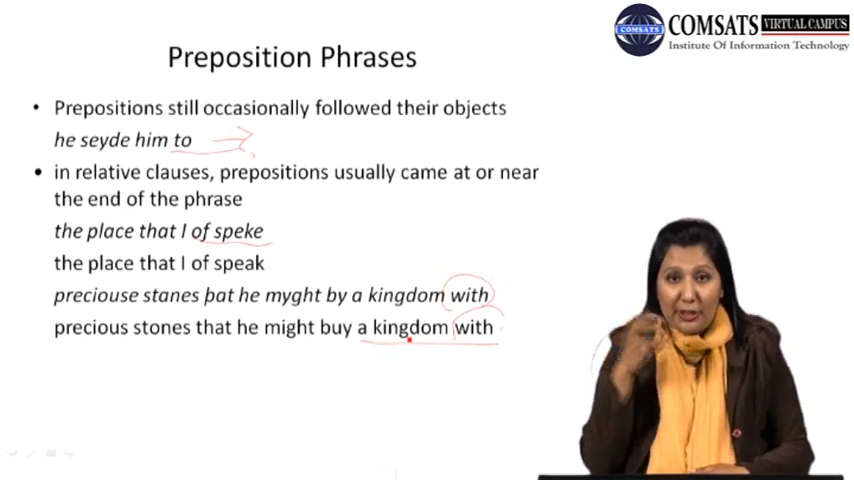 COMSATS VIRTUAL CAMPUS
COMSATS
Institute Of Information Technology
Preposition Phrases
• Prepositions still occasionally followed their objects
he seyde him to
• in relative clauses, prepositions usually came at or near
the end of the phrase
the place that I of speke
the place that I of speak
preciouse stanes þat he myght by a kingdom with
precious stones that he might buy a kingdom with